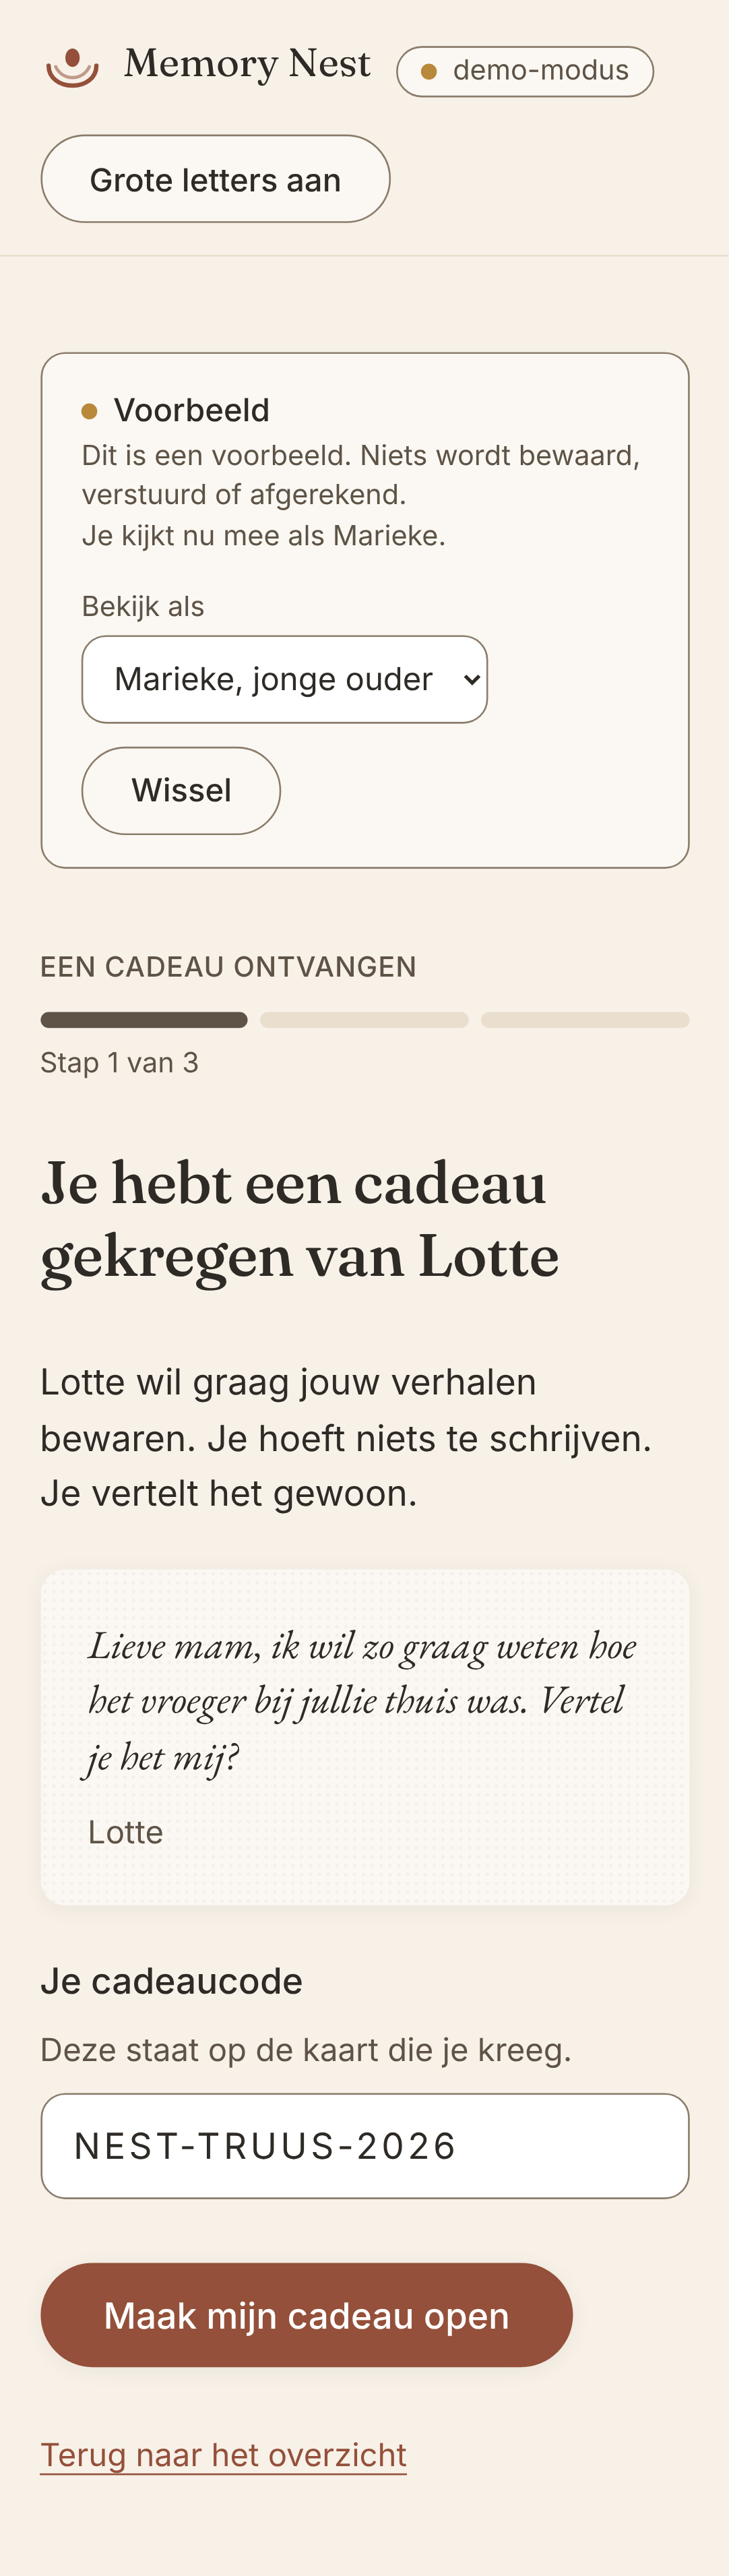 Memory Nest
demo-modus
Grote letters aan
Voorbeeld
Dit is een voorbeeld. Niets wordt bewaard,
verstuurd of afgerekend.
Je kijkt nu mee als Marieke.
Bekijk als
Marieke, jonge ouder
Wissel
EEN CADEAU ONTVANGEN
Stap 1 van 3
Je hebt een cadeau
gekregen van Lotte
Lotte wil graag jouw verhalen
bewaren. Je hoeft niets te schrijven.
Je vertelt het gewoon.
Lieve mam, ik wil zo graag weten hoe
het vroeger bij jullie thuis was. Vertel
je het mij?
Lotte
Je cadeaucode
Deze staat op de kaart die je kreeg.
NEST-TRUUS-2026
Maak mijn cadeau open
Terug naar het overzicht